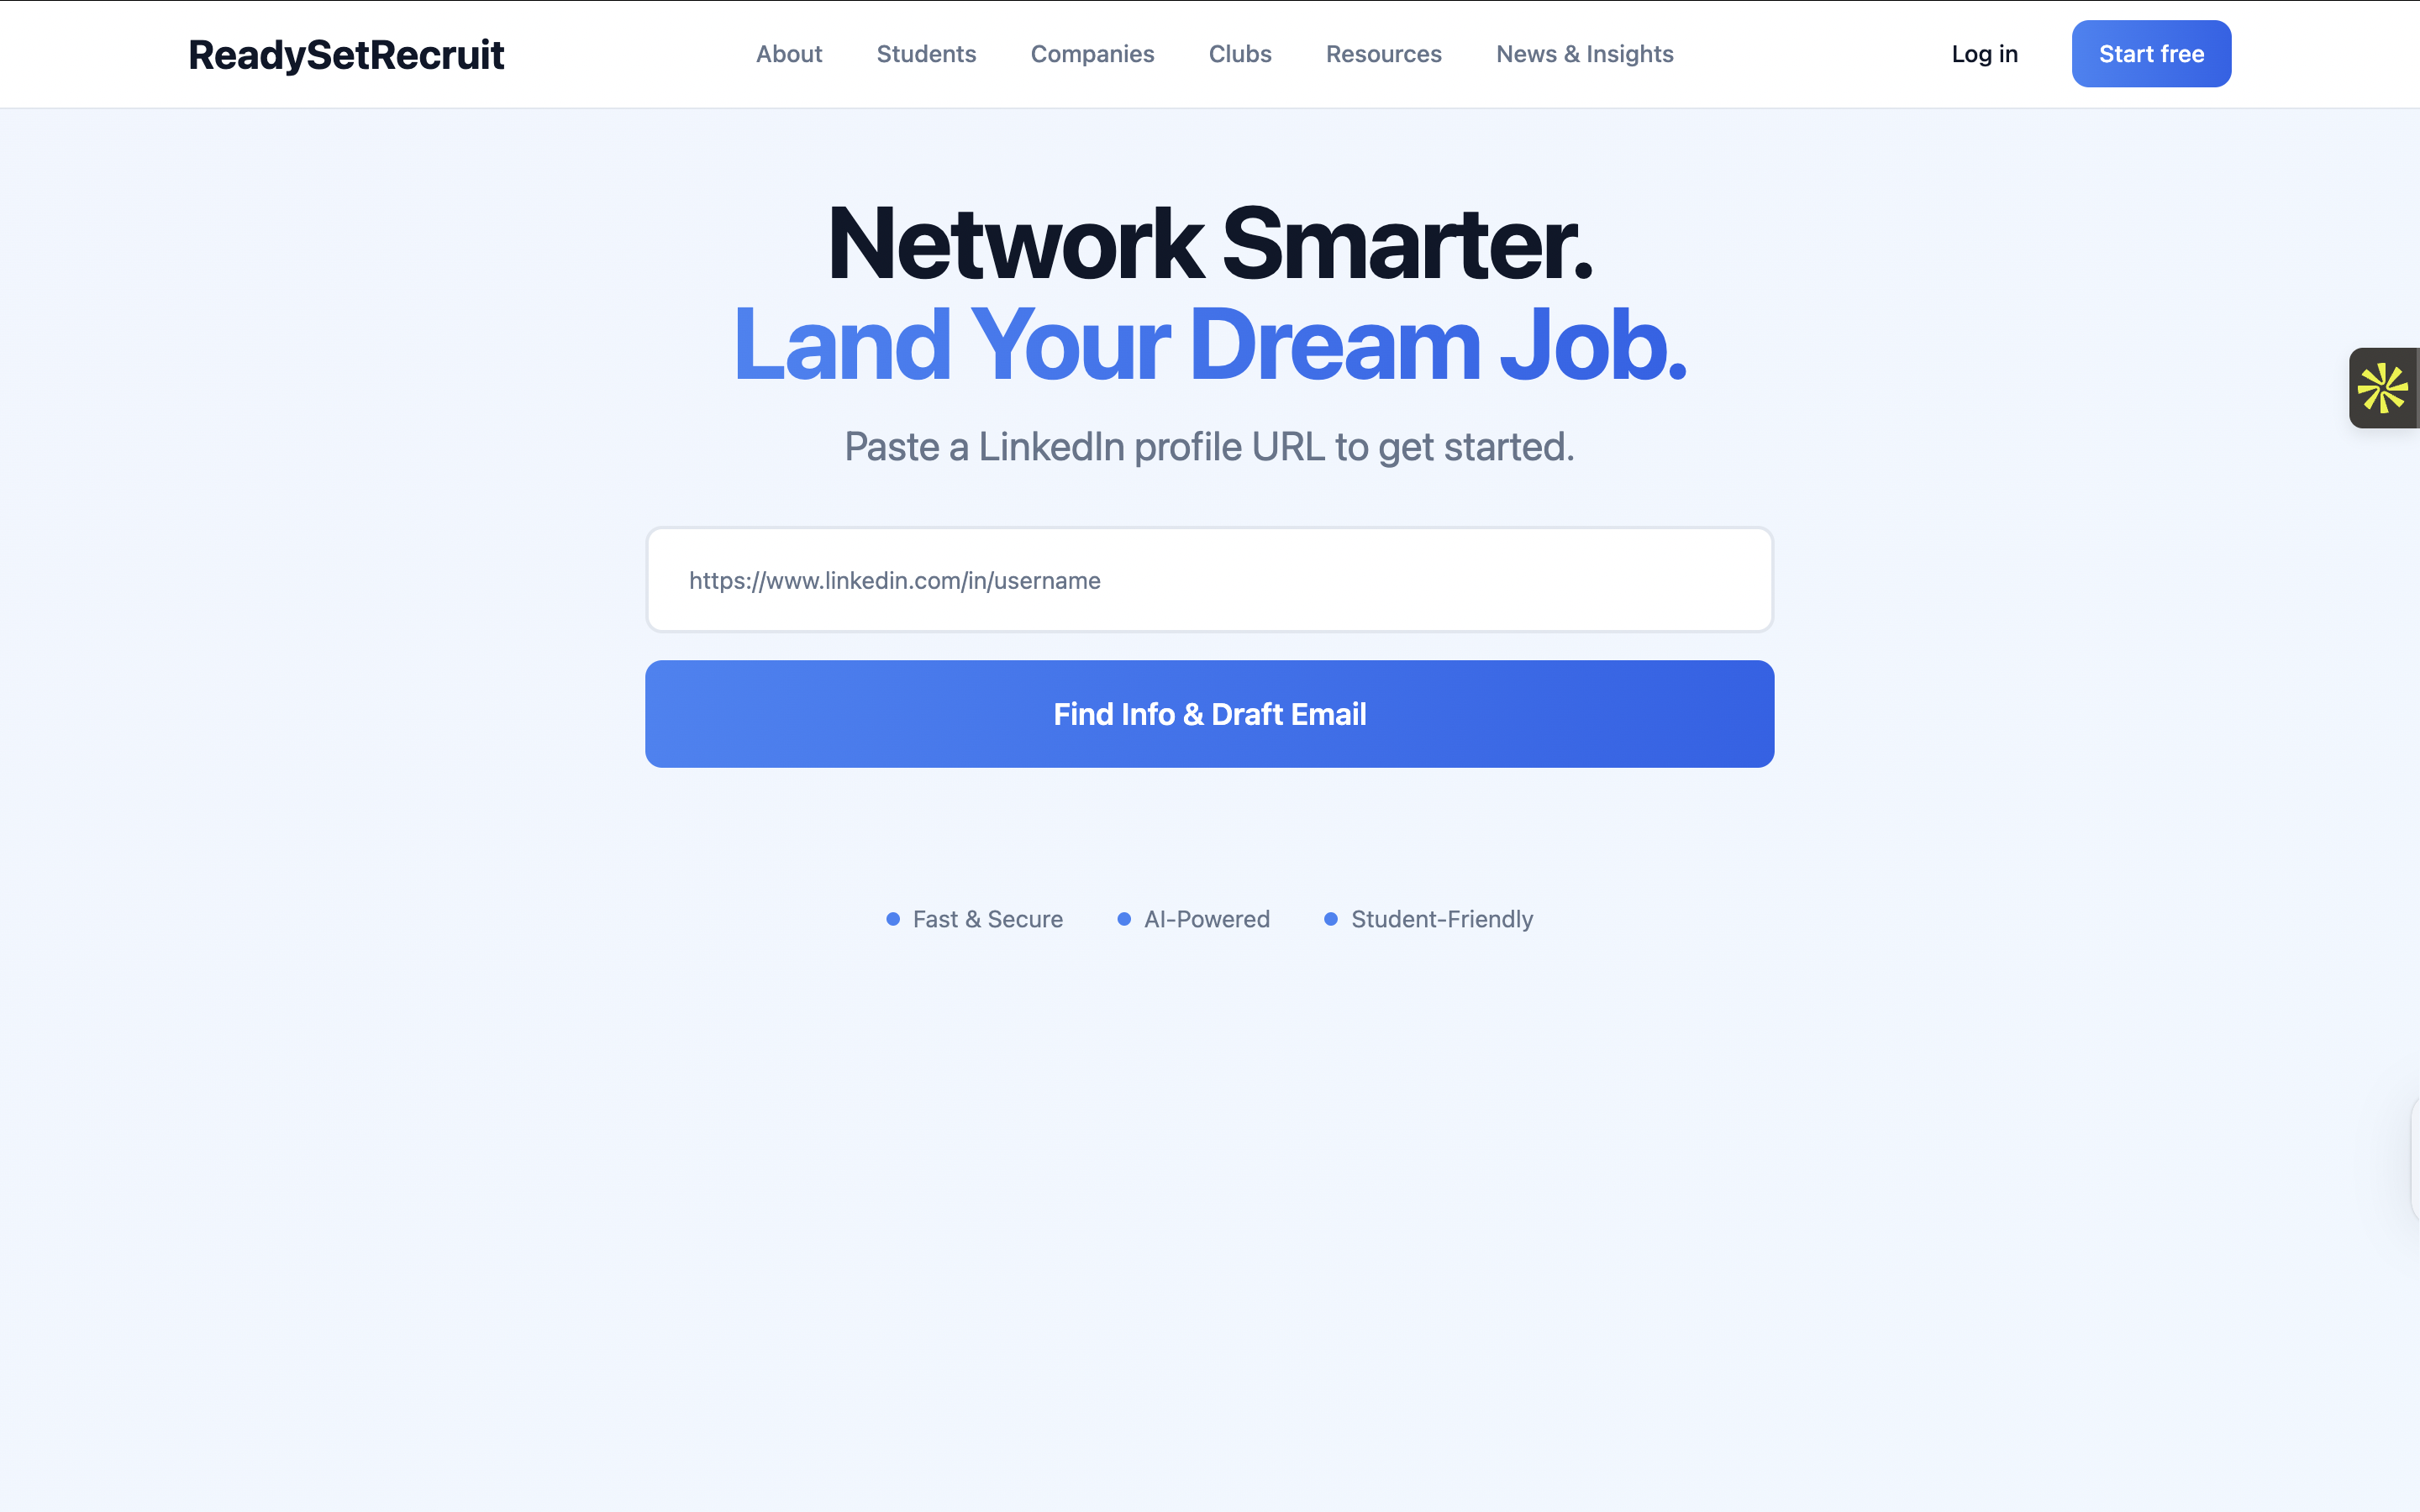 ReadySetRecruit
About
Students
Companies
Clubs
Resources
News & Insights
Log in
Start free
Network Smarter.
Land Your Dream Job.
Paste a LinkedIn profile URL to get started.
https://www.linkedin.com/in/username
Find Info & Draft Email
Fast & Secure
AI-Powered
Student-Friendly